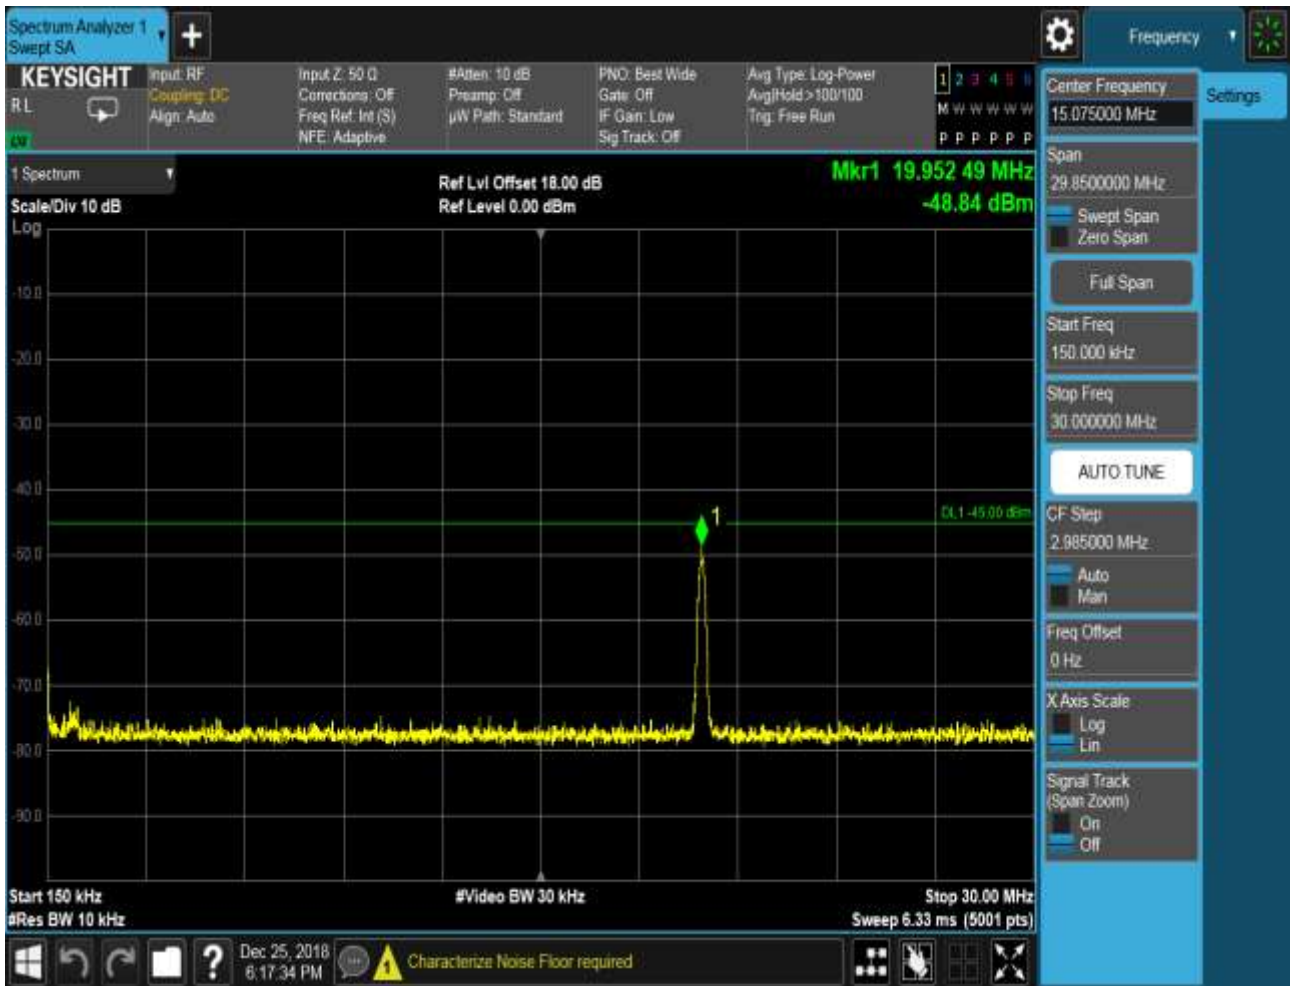 Spectrum Analyzer 1
Swept SA
Frequency
KEYSIGHT
RL
Input: RF
Coupling: DC
Align: Auto
Input Z: 50 Ω
Corrections: Off
Freq Ref: Int (S)
NFE: Adaptive
#Atten: 10 dB
Preamp: Off
µW Path: Standard
PNO: Best Wide
Gate: Off
IF Gain: Low
Sig Track: Off
Avg Type: Log-Power
Avg|Hold:>100/100
Trig: Free Run
1 2 3 4 5 6
M W W W W W
P P P P P P
Center Frequency
15.075000 MHz
Settings
Span
29.8500000 MHz
Swept Span
Zero Span
Full Span
Start Freq
150.000 kHz
Stop Freq
30.000000 MHz
AUTO TUNE
CF Step
2.985000 MHz
Auto
Man
Freq Offset
0 Hz
X Axis Scale
Log
Lin
Signal Track
(Span Zoom)
On
Off
1 Spectrum
Scale/Div 10 dB
Log
Ref Lvl Offset 18.00 dB
Ref Level 0.00 dBm
Mkr1 19.952 49 MHz
-48.84 dBm
-10.0
-20.0
-30.0
-40.0
1
DL1 -45.00 dBm
-50.0
-60.0
-70.0
-80.0
-90.0
Start 150 kHz
#Res BW 10 kHz
#Video BW 30 kHz
Stop 30.00 MHz
Sweep 6.33 ms (5001 pts)
?
Dec 25, 2018
6:17:34 PM
1
Characterize Noise Floor required